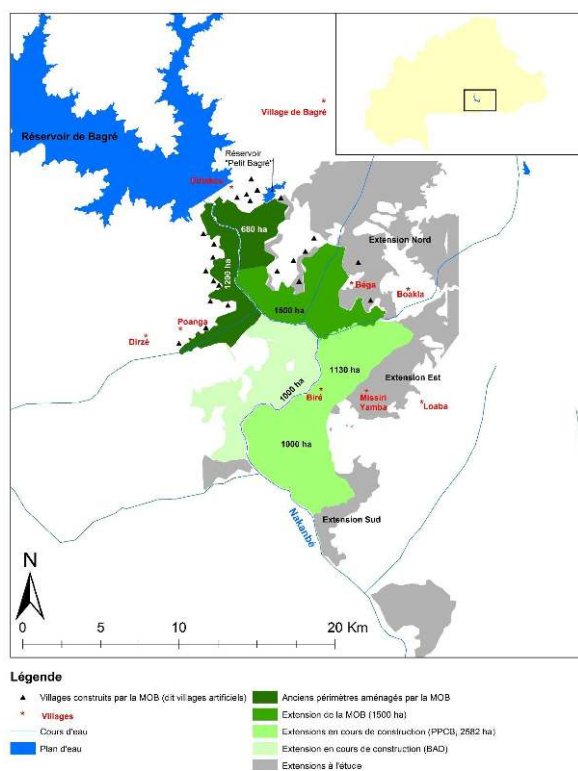 Village de Bagré
Réservoir de Bagré
Réservoir
"Petit Bagré"
680 ha
Extension Nord
1200 ha
Béga
Boakla
1500 ha
Poanga
Dirzé
1130 ha
Extension Est
1000 ha
Biré
Missiri
Yamba
Loaba
1000 ha
Extension Sud
Nakanbé
N
0 5 10 20 Km
Légende
Villages construits par la MOB (dit villages artificiels)
Villages
Cours d'eau
Plan d'eau
Anciens périmètres aménagés par la MOB
Extension de la MOB (1500 ha)
Extensions en cours de construction (PPCB, 2582 ha)
Extension en cours de construction (BAD)
Extensions à l'étuce